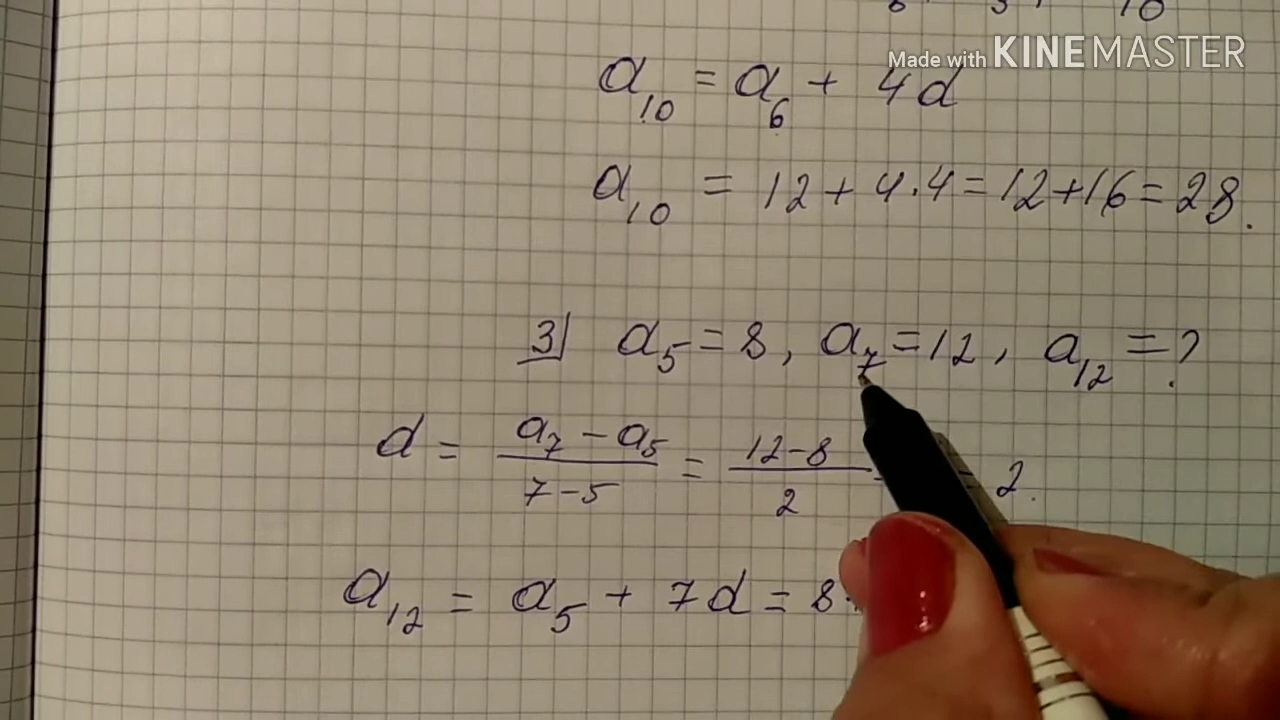 Made with KINEMASTER
a₁₀ = a₆ + 4d
a₁₀ = 12 + 4·4 = 12 + 16 = 28.
3) a₅ = 8, a₇ = 12, a₁₂ = ?
d = (a₇ − a₅)/(7 − 5) = (12 − 8)/2 = 2.
a₁₂ = a₅ + 7d = 8